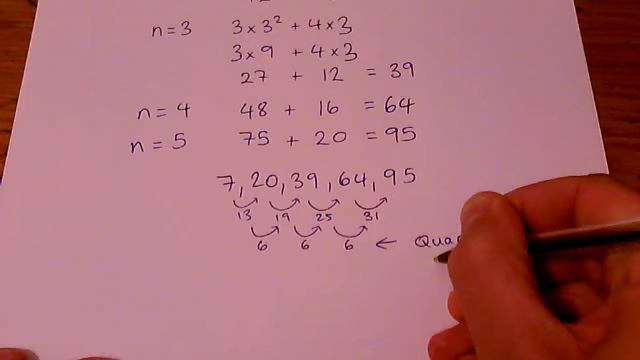 n = 3 3 × 3² + 4 × 3
3 × 9 + 4 × 3
27 + 12 = 39
n = 4 48 + 16 = 64
n = 5 75 + 20 = 95
7, 20, 39, 64, 95
13 19 25 31
6 6 6 ←